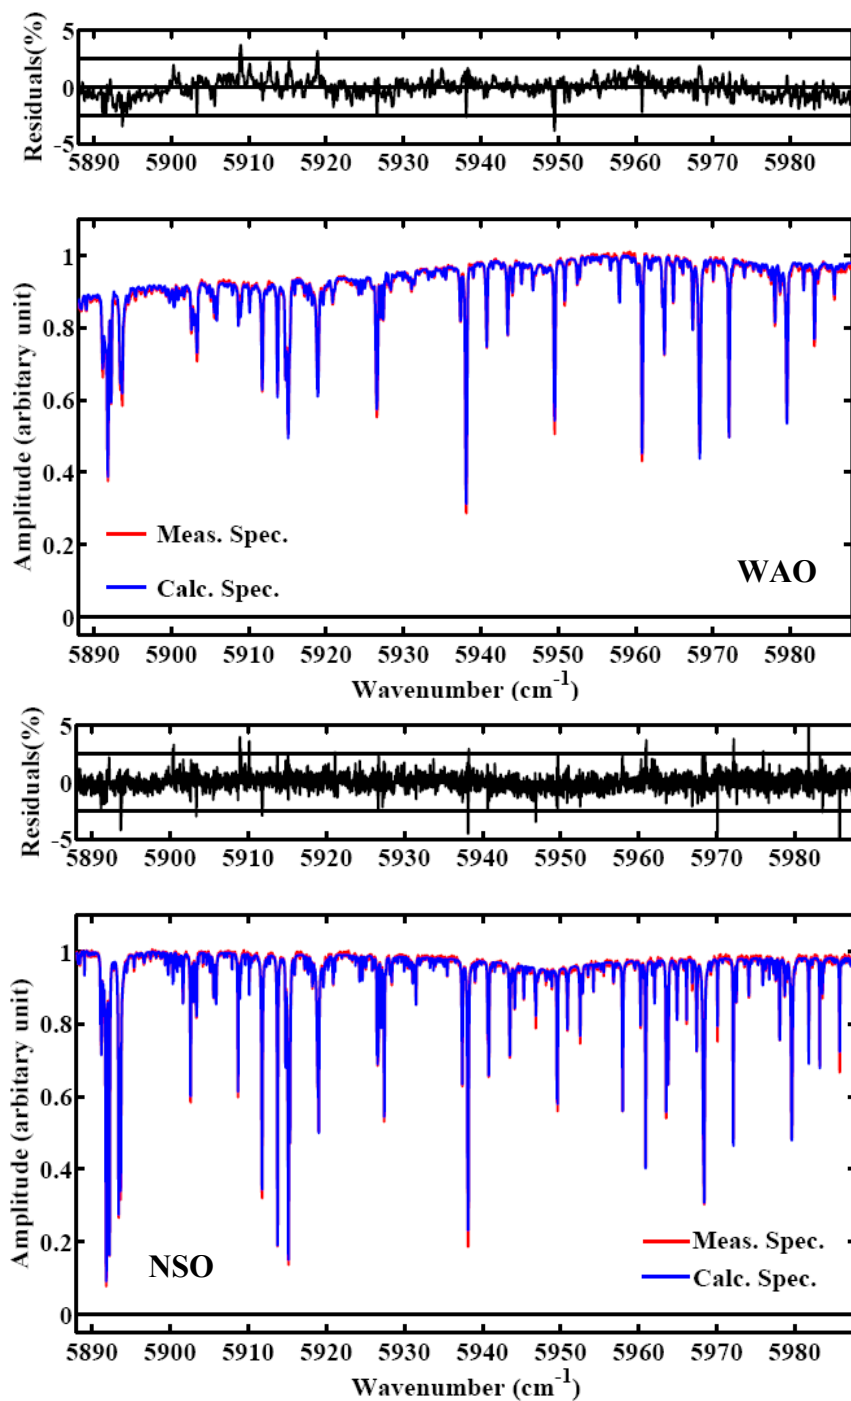 Residuals(%)
5
0
-5
5890 5900 5910 5920 5930 5940 5950 5960 5970 5980
Amplitude (arbitary unit)
1
0.8
0.6
0.4
0.2
0
Meas. Spec.
Calc. Spec.
WAO
5890 5900 5910 5920 5930 5940 5950 5960 5970 5980
Wavenumber (cm-1)
Residuals(%)
5
0
-5
5890 5900 5910 5920 5930 5940 5950 5960 5970 5980
Amplitude (arbitary unit)
1
0.8
0.6
0.4
0.2
0
NSO
Meas. Spec.
Calc. Spec.
5890 5900 5910 5920 5930 5940 5950 5960 5970 5980
Wavenumber (cm-1)